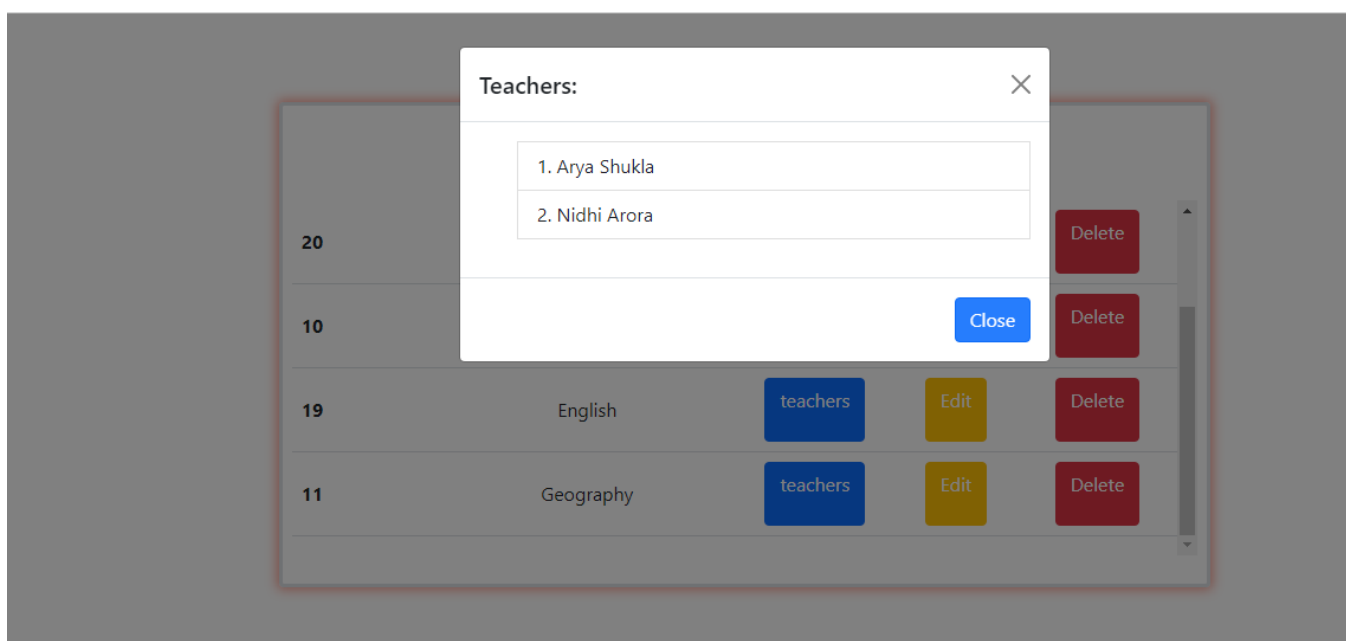 Teachers:
1. Arya Shukla
2. Nidhi Arora
Close
20 Delete
10 Delete
19 English teachers Edit Delete
11 Geography teachers Edit Delete